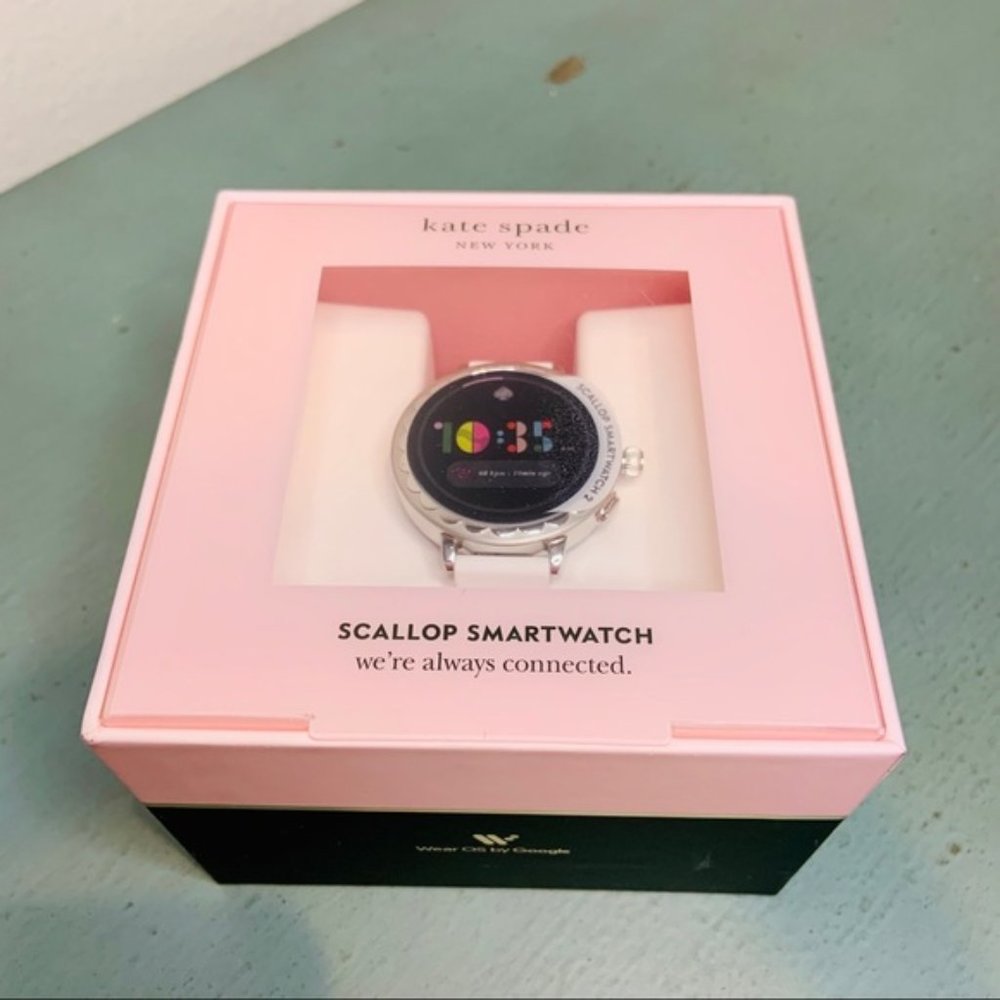 kate spade
NEW YORK
SCALLOP SMARTWATCH 2
10:35
SCALLOP SMARTWATCH
we're always connected.
Wear OS by Google